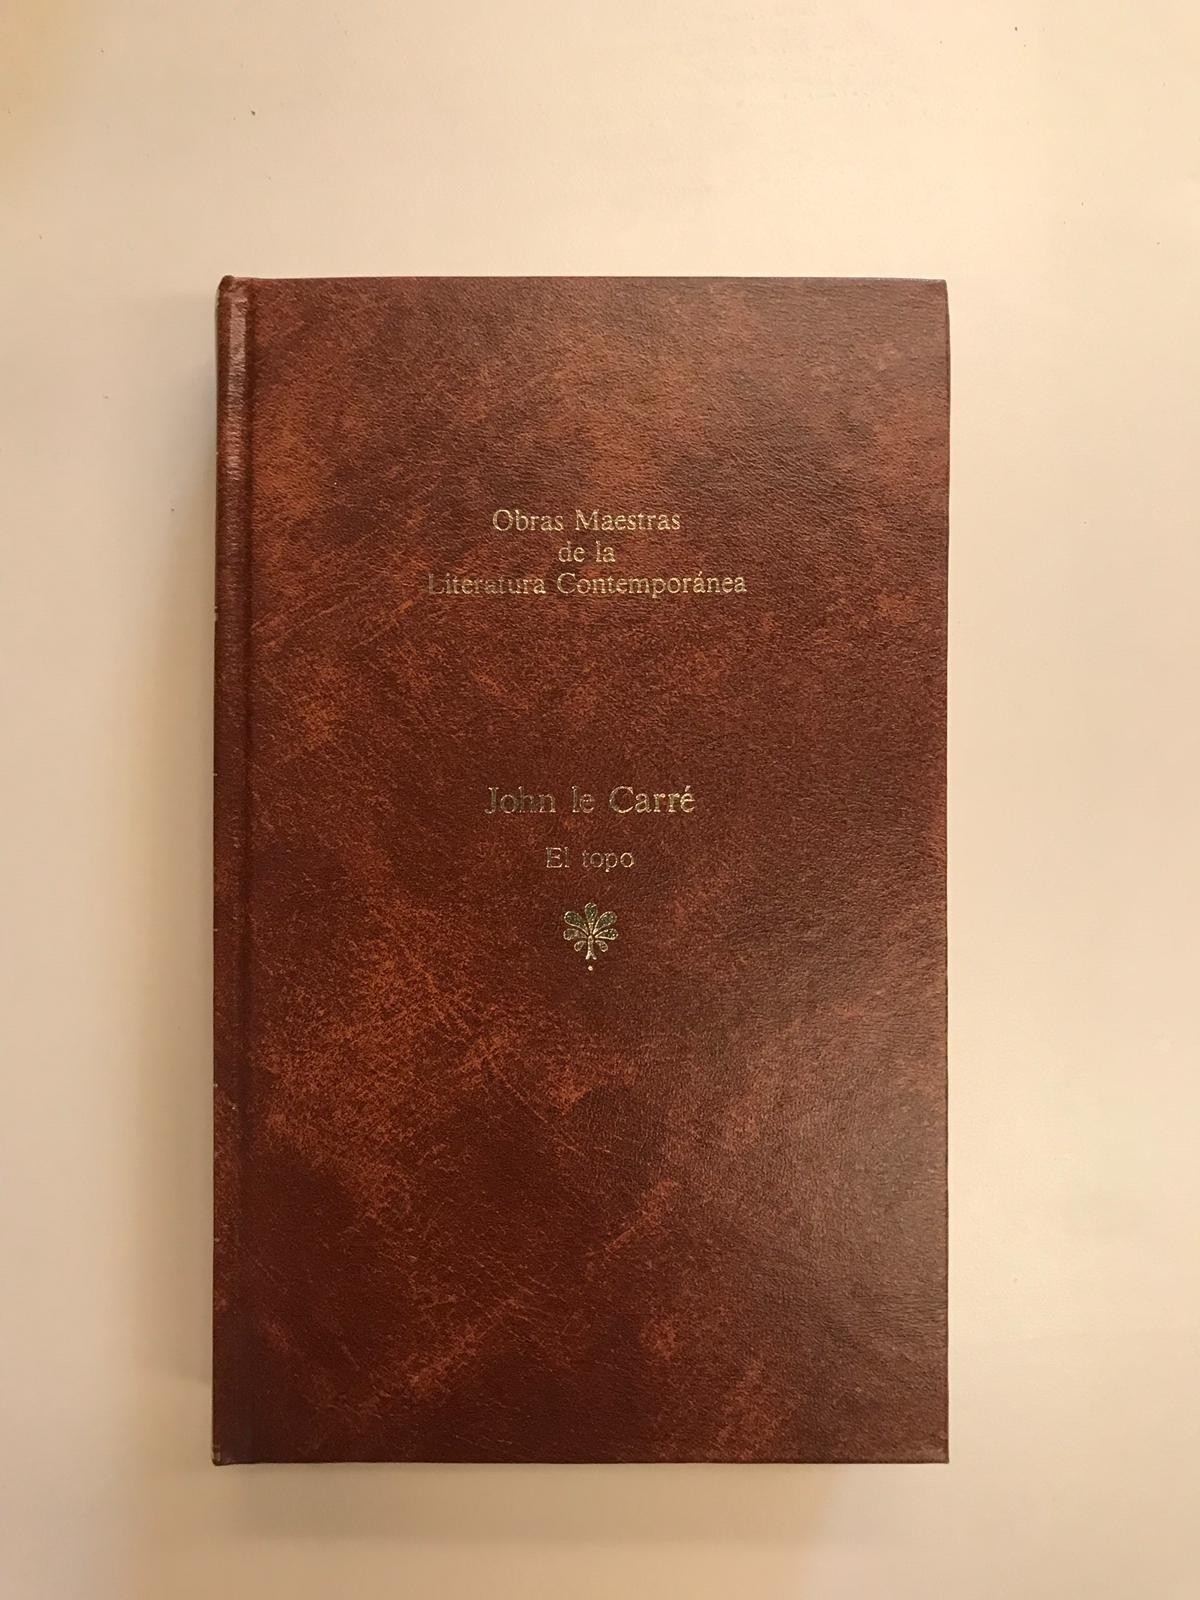 Obras Maestras
de la
Literatura Contemporánea
John le Carré
El topo